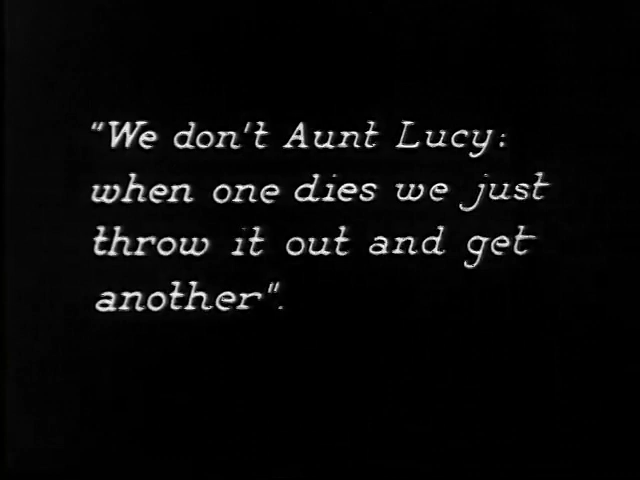 "We don't Aunt Lucy:
when one dies we just
throw it out and get
another".